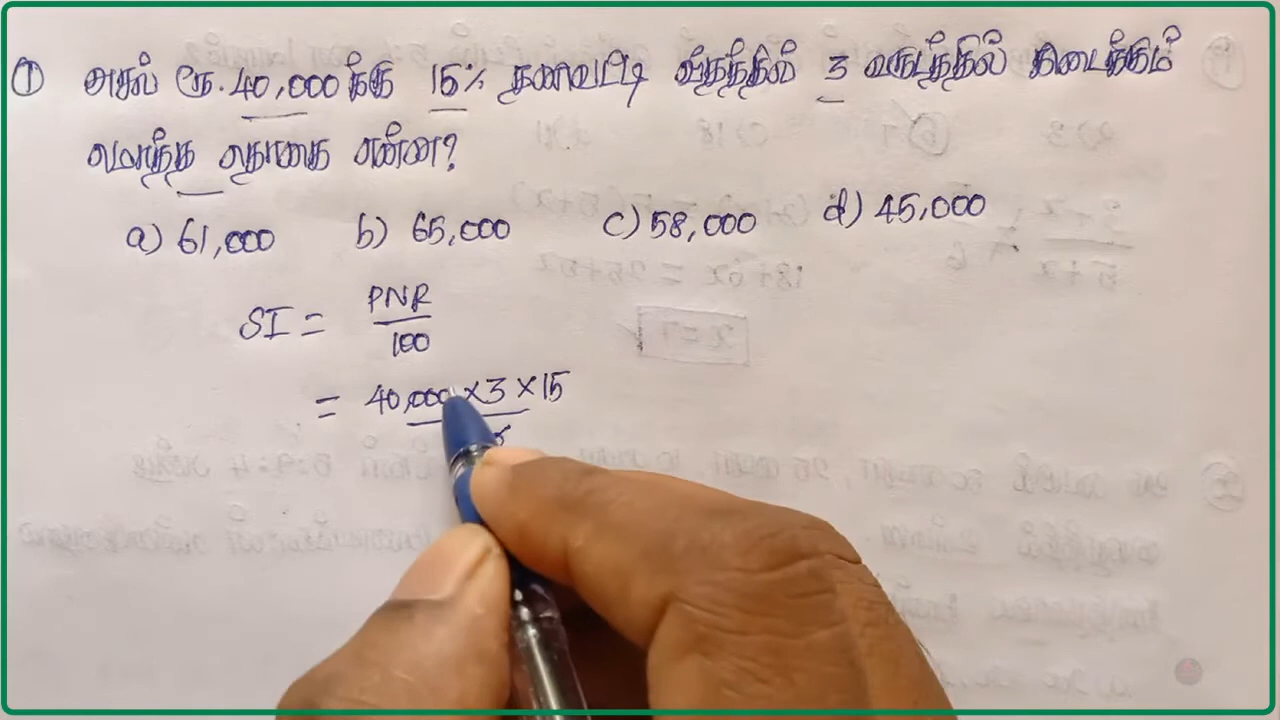 ① அசல் ரூ.40,000 க்கு 15% தனிவட்டி வீதத்தில் 3 வருடத்தில் கிடைக்கும்
மொத்த தொகை என்ன?
a) 61,000 b) 65,000 c) 58,000 d) 45,000
SI = PNR
100
= 40,000 × 3 × 15